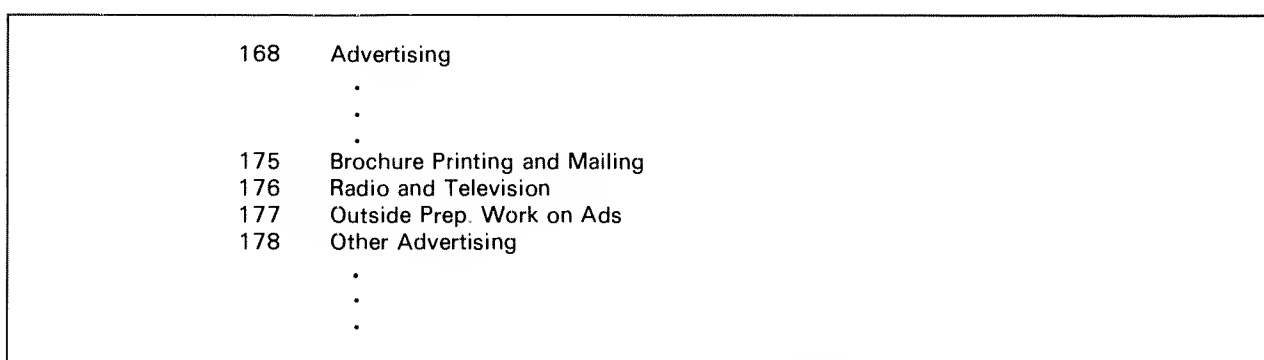 168 Advertising
.
.
.
175 Brochure Printing and Mailing
176 Radio and Television
177 Outside Prep. Work on Ads
178 Other Advertising
.
.
.